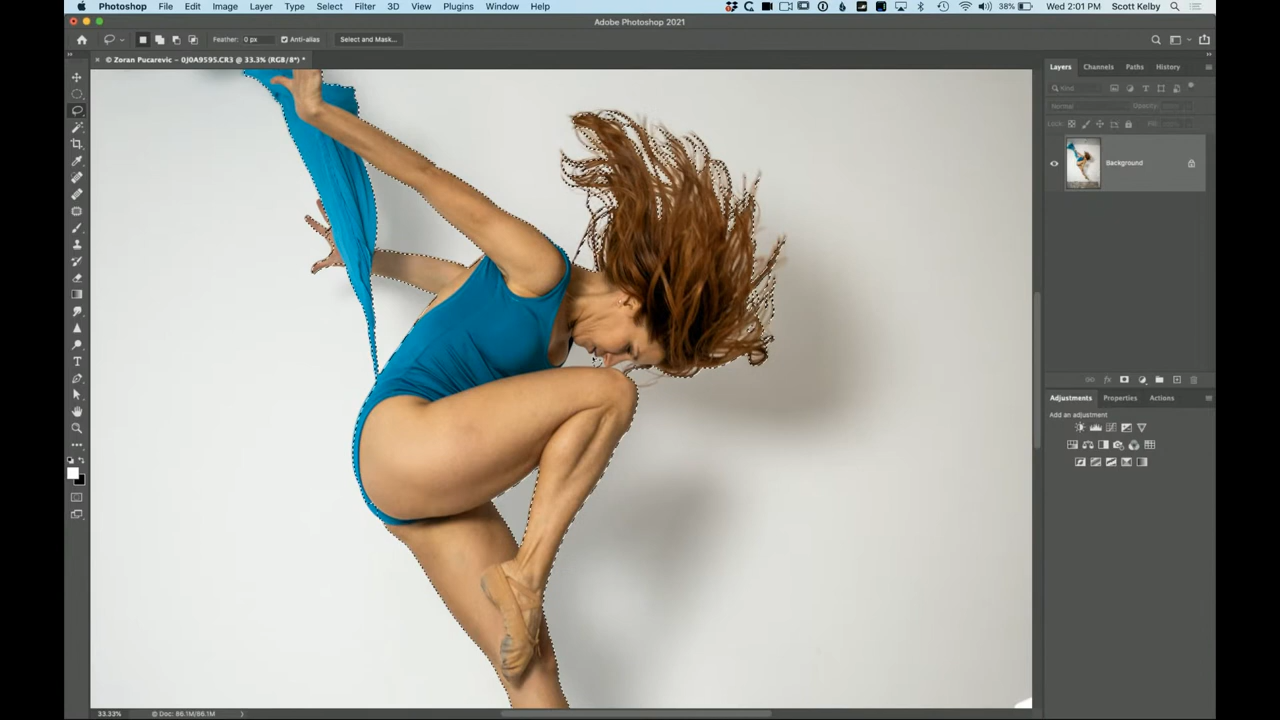 Photoshop File Edit Image Layer Type Select Filter 3D View Plugins Window Help 38% Wed 2:01 PM Scott Kelby
Adobe Photoshop 2021
Feather: 0 px Anti-alias Select and Mask...
© Zoran Pucarevic – 0J0A9595.CR3 @ 33.3% (RGB/8*) *
Layers Channels Paths History
Kind
Normal Opacity:
Lock: Fill:
Background
fx
Adjustments Properties Actions
Add an adjustment
33.33% Doc: 86.1M/86.1M